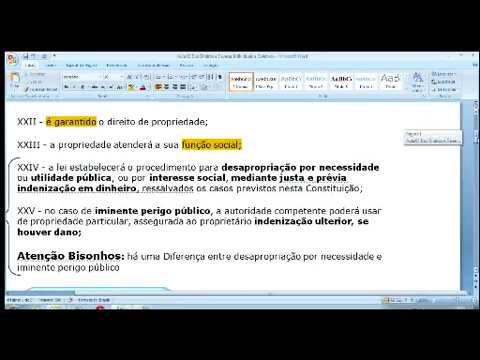 XXII - é garantido o direito de propriedade;
XXIII - a propriedade atenderá a sua função social;
XXIV - a lei estabelecerá o procedimento para desapropriação por necessidade
ou utilidade pública, ou por interesse social, mediante justa e prévia
indenização em dinheiro, ressalvados os casos previstos nesta Constituição;
XXV - no caso de iminente perigo público, a autoridade competente poderá usar
de propriedade particular, assegurada ao proprietário indenização ulterior, se
houver dano;
Atenção Bisonhos: há uma Diferença entre desapropriação por necessidade e
iminente perigo público